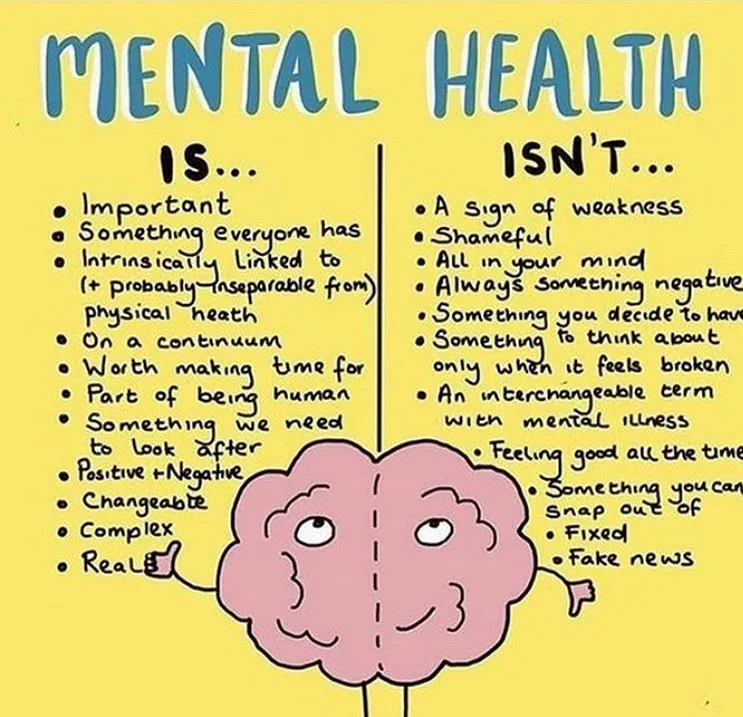 MENTAL HEALTH
IS...
• Important
• Something everyone has
• Intrinsically Linked to
(+ probably inseparable from)
physical heath
• On a continuum
• Worth making time for
• Part of being human
• Something we need
to look after
• Positive + Negative
• Changeable
• Complex
• Real
ISN'T...
• A sign of weakness
• Shameful
• All in your mind
• Always something negative
• Something you decide to have
• Something to think about
only when it feels broken
• An interchangeable term
with mental illness
• Feeling good all the time
• Something you can
snap out of
• Fixed
• Fake news